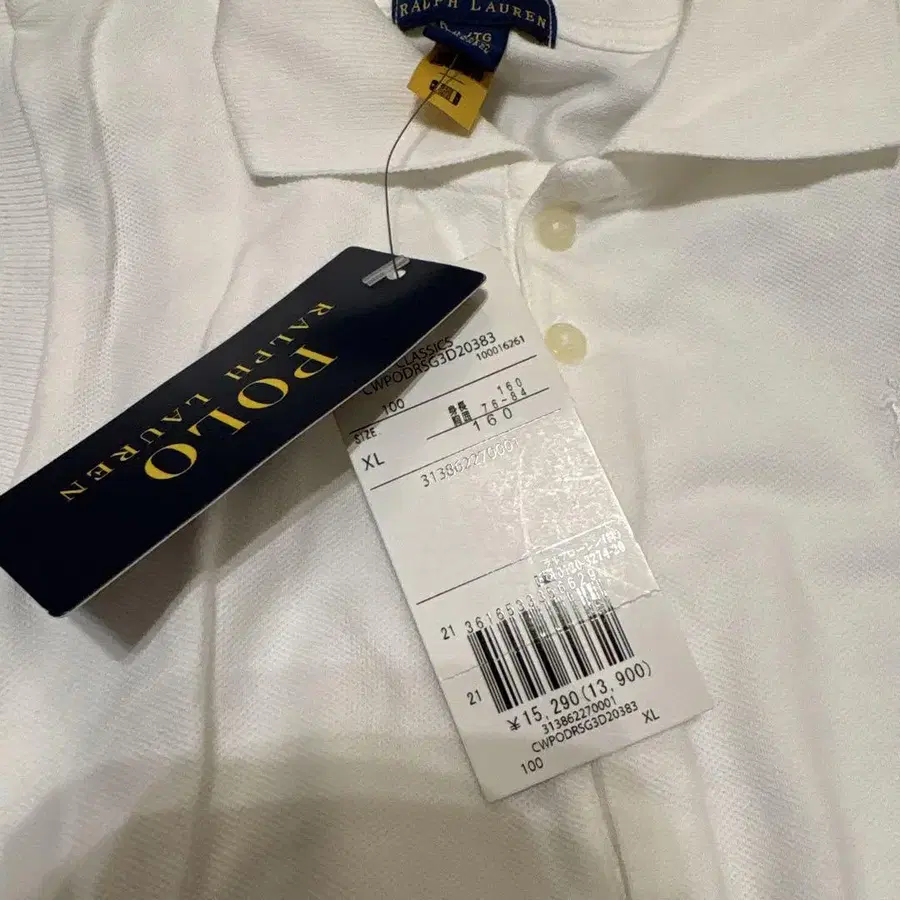 RALPH LAUREN
POLO
RALPH LAUREN
CLASSICS
CWPODRSG3D20383
100016261
100
SIZE
身長 160
胸囲 76-84
XL
160
313862270001
21
21
¥15,290(13,900)
313862270001
CWPODRSG3D20383
100
XL